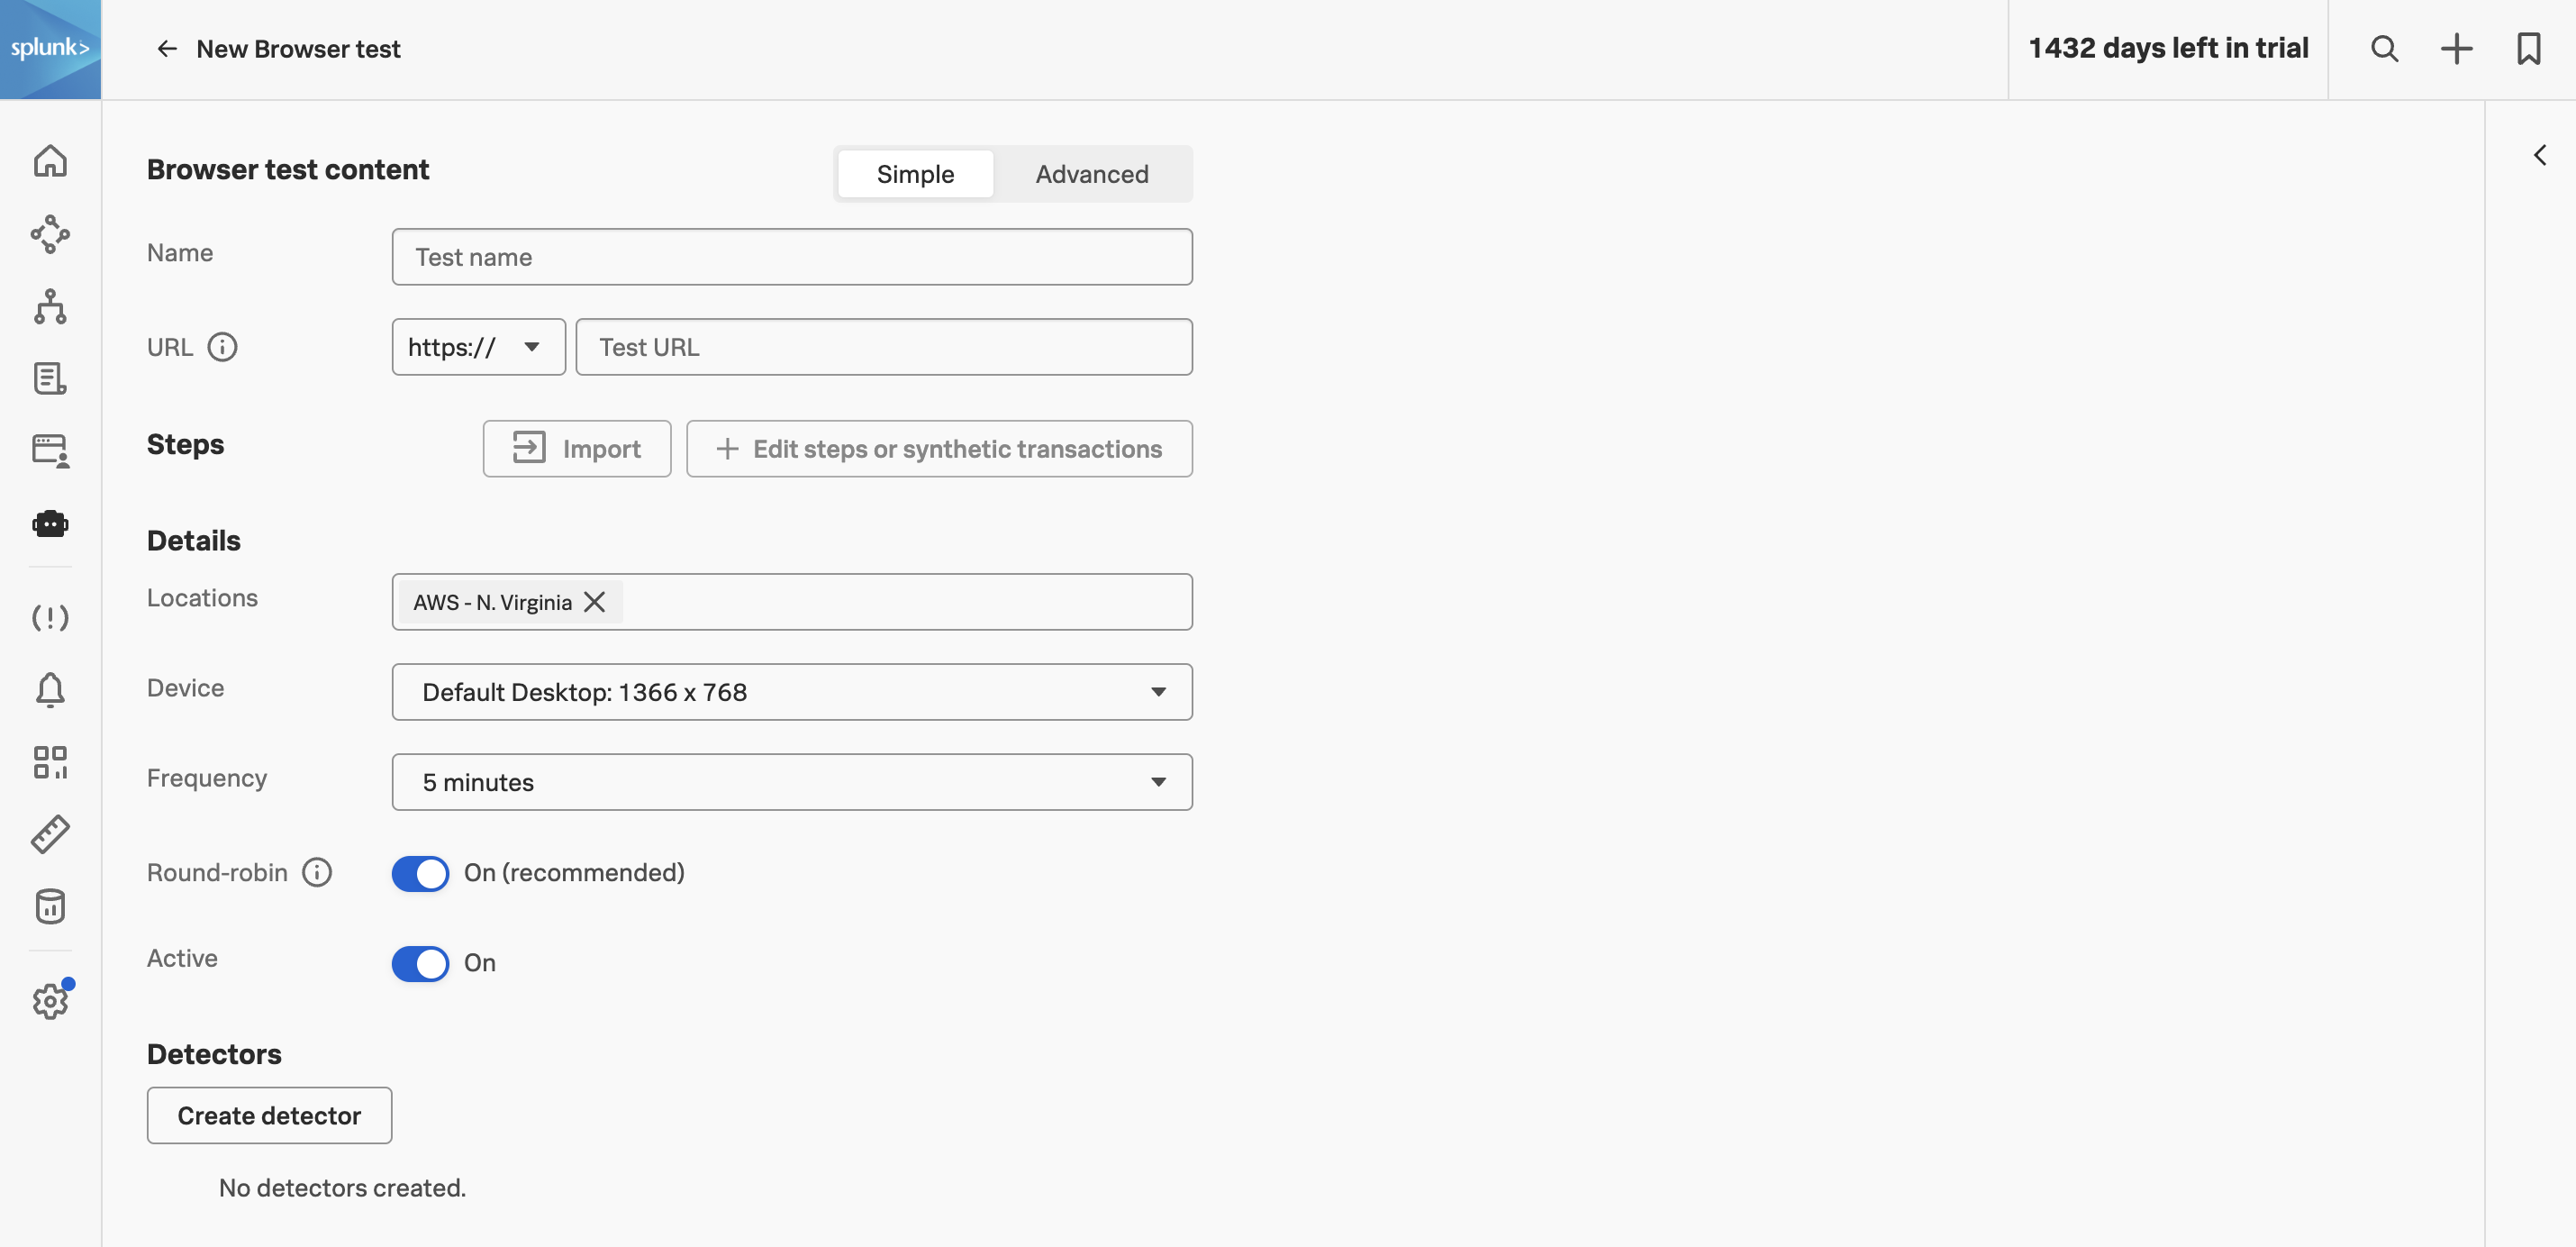 splunk>
New Browser test
1432 days left in trial
Browser test content
Simple
Advanced
Name
Test name
URL
https://
Test URL
Steps
Import
Edit steps or synthetic transactions
Details
Locations
AWS - N. Virginia
Device
Default Desktop: 1366 x 768
Frequency
5 minutes
Round-robin
On (recommended)
Active
On
Detectors
Create detector
No detectors created.